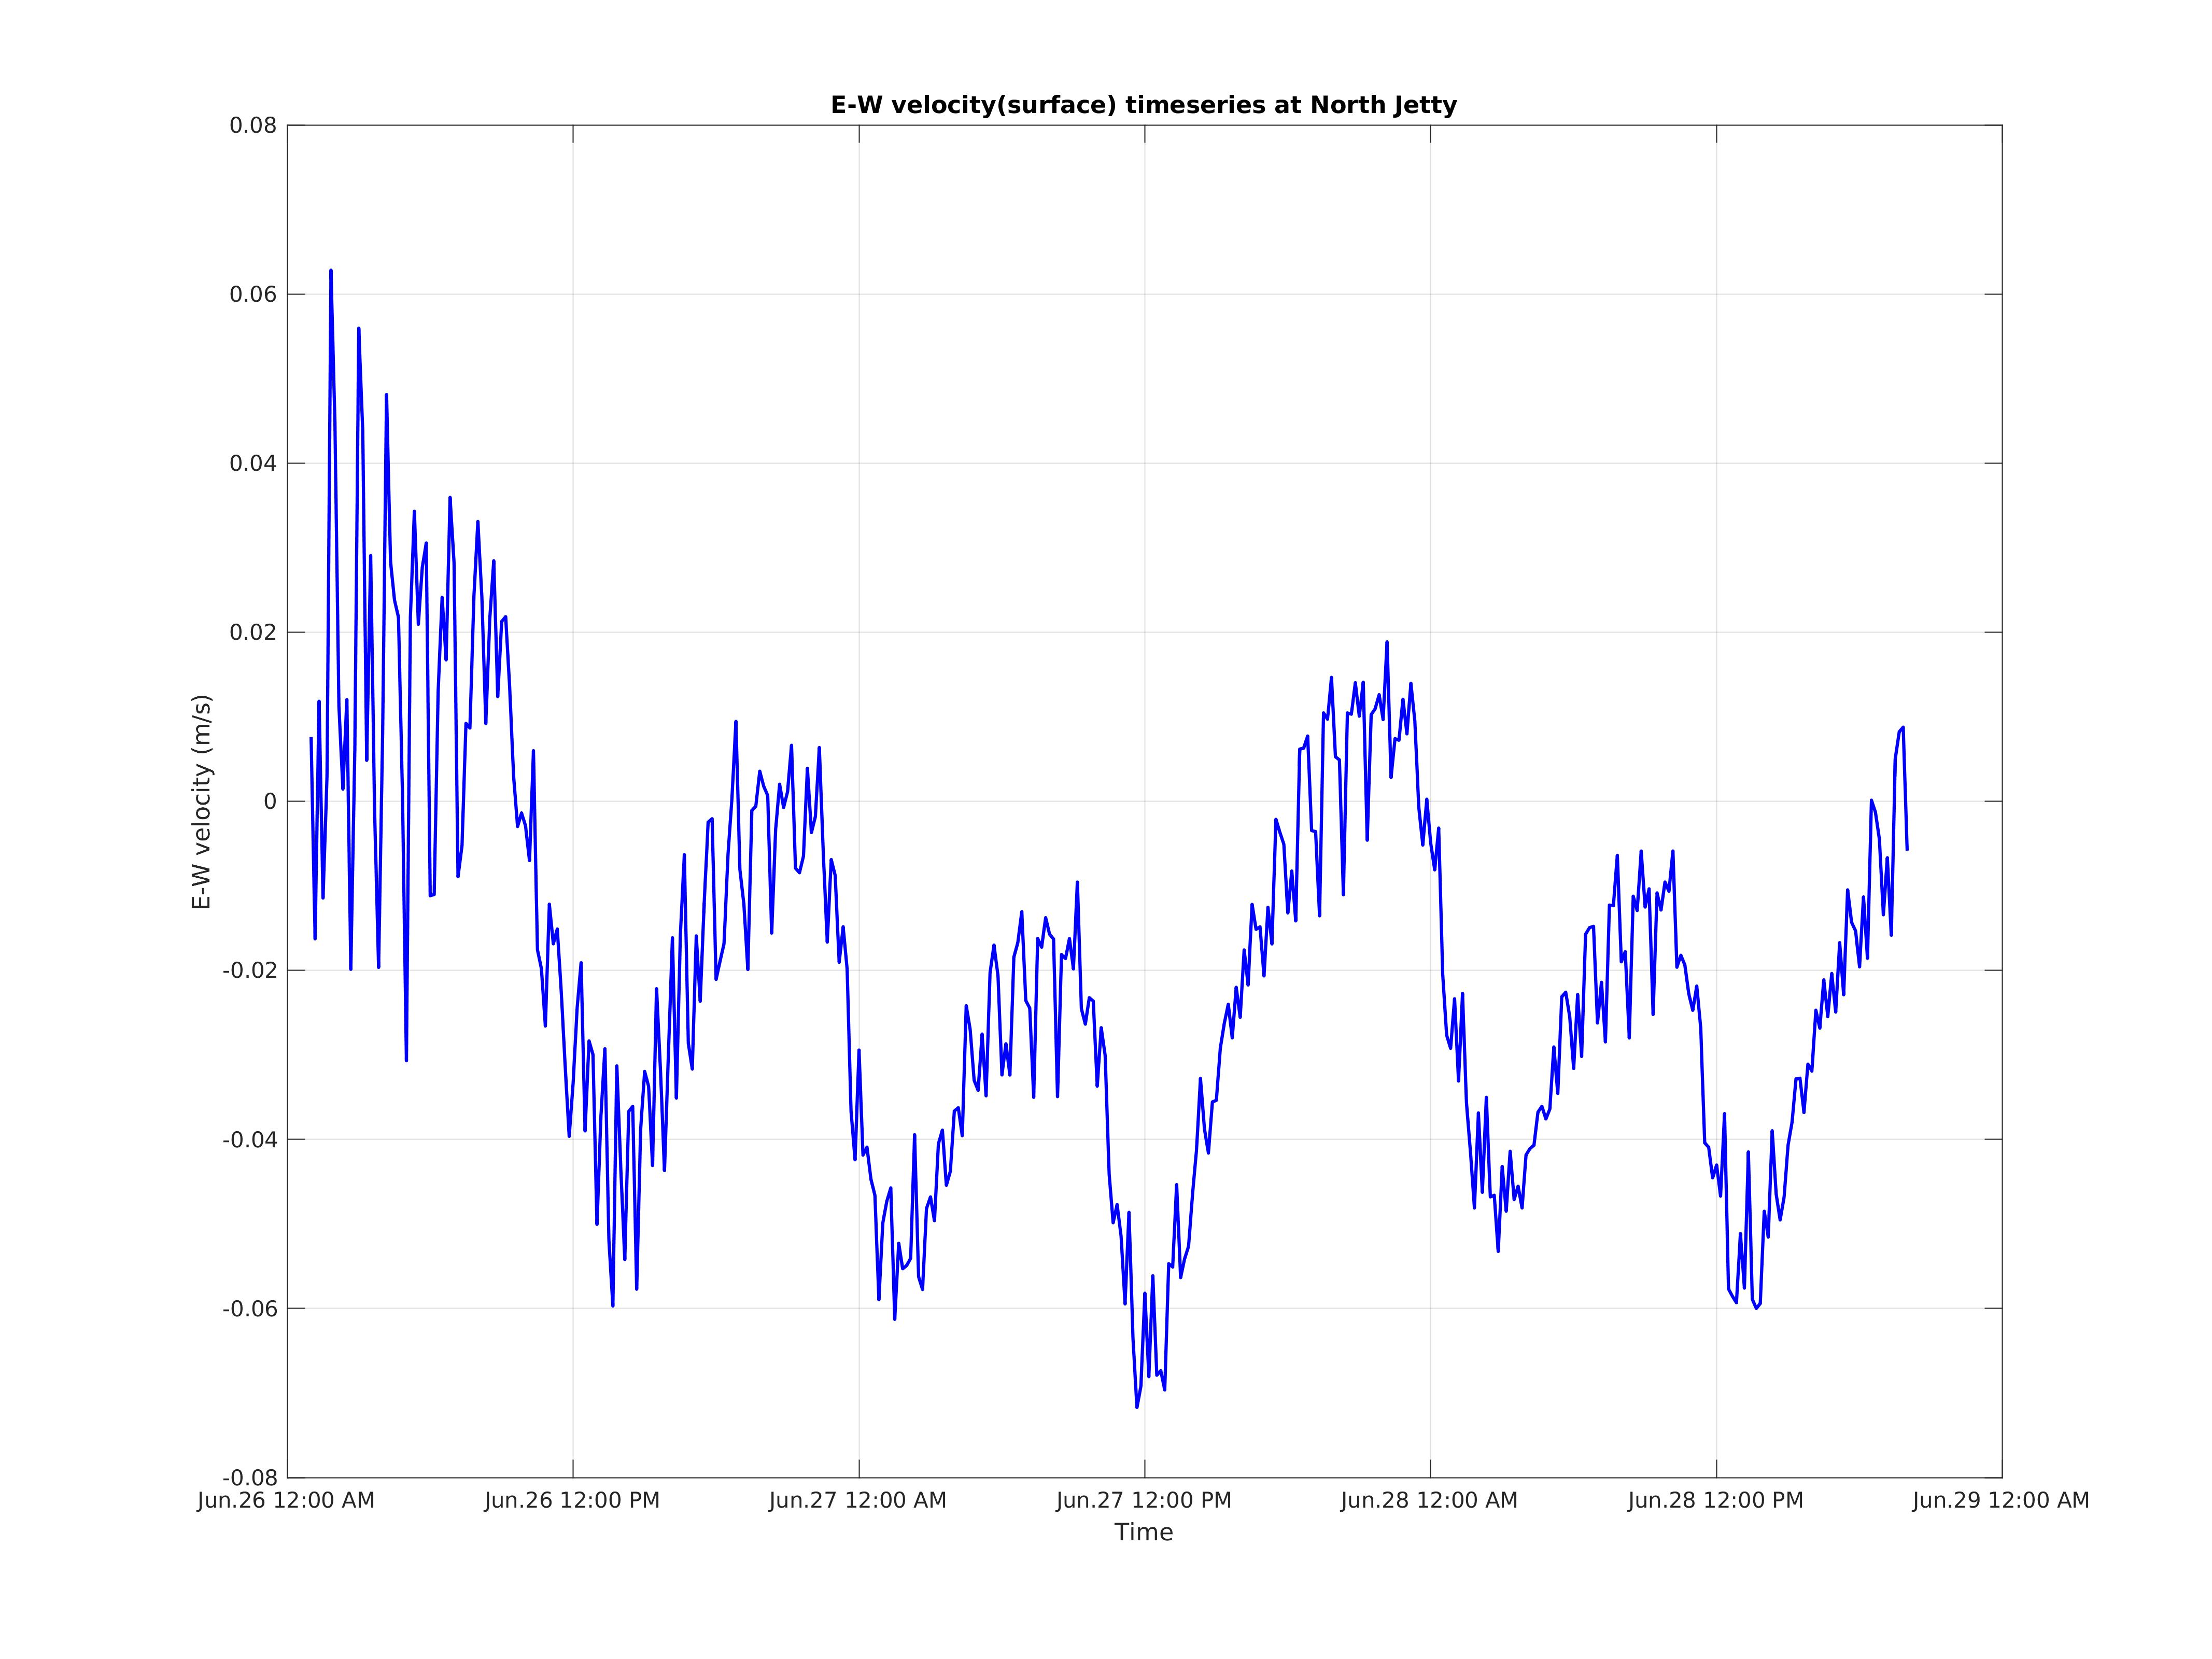 E-W velocity(surface) timeseries at North Jetty
0.08
0.06
0.04
0.02
0
-0.02
-0.04
-0.06
-0.08
E-W velocity (m/s)
Jun.26 12:00 AM Jun.26 12:00 PM Jun.27 12:00 AM Jun.27 12:00 PM Jun.28 12:00 AM Jun.28 12:00 PM Jun.29 12:00 AM
Time